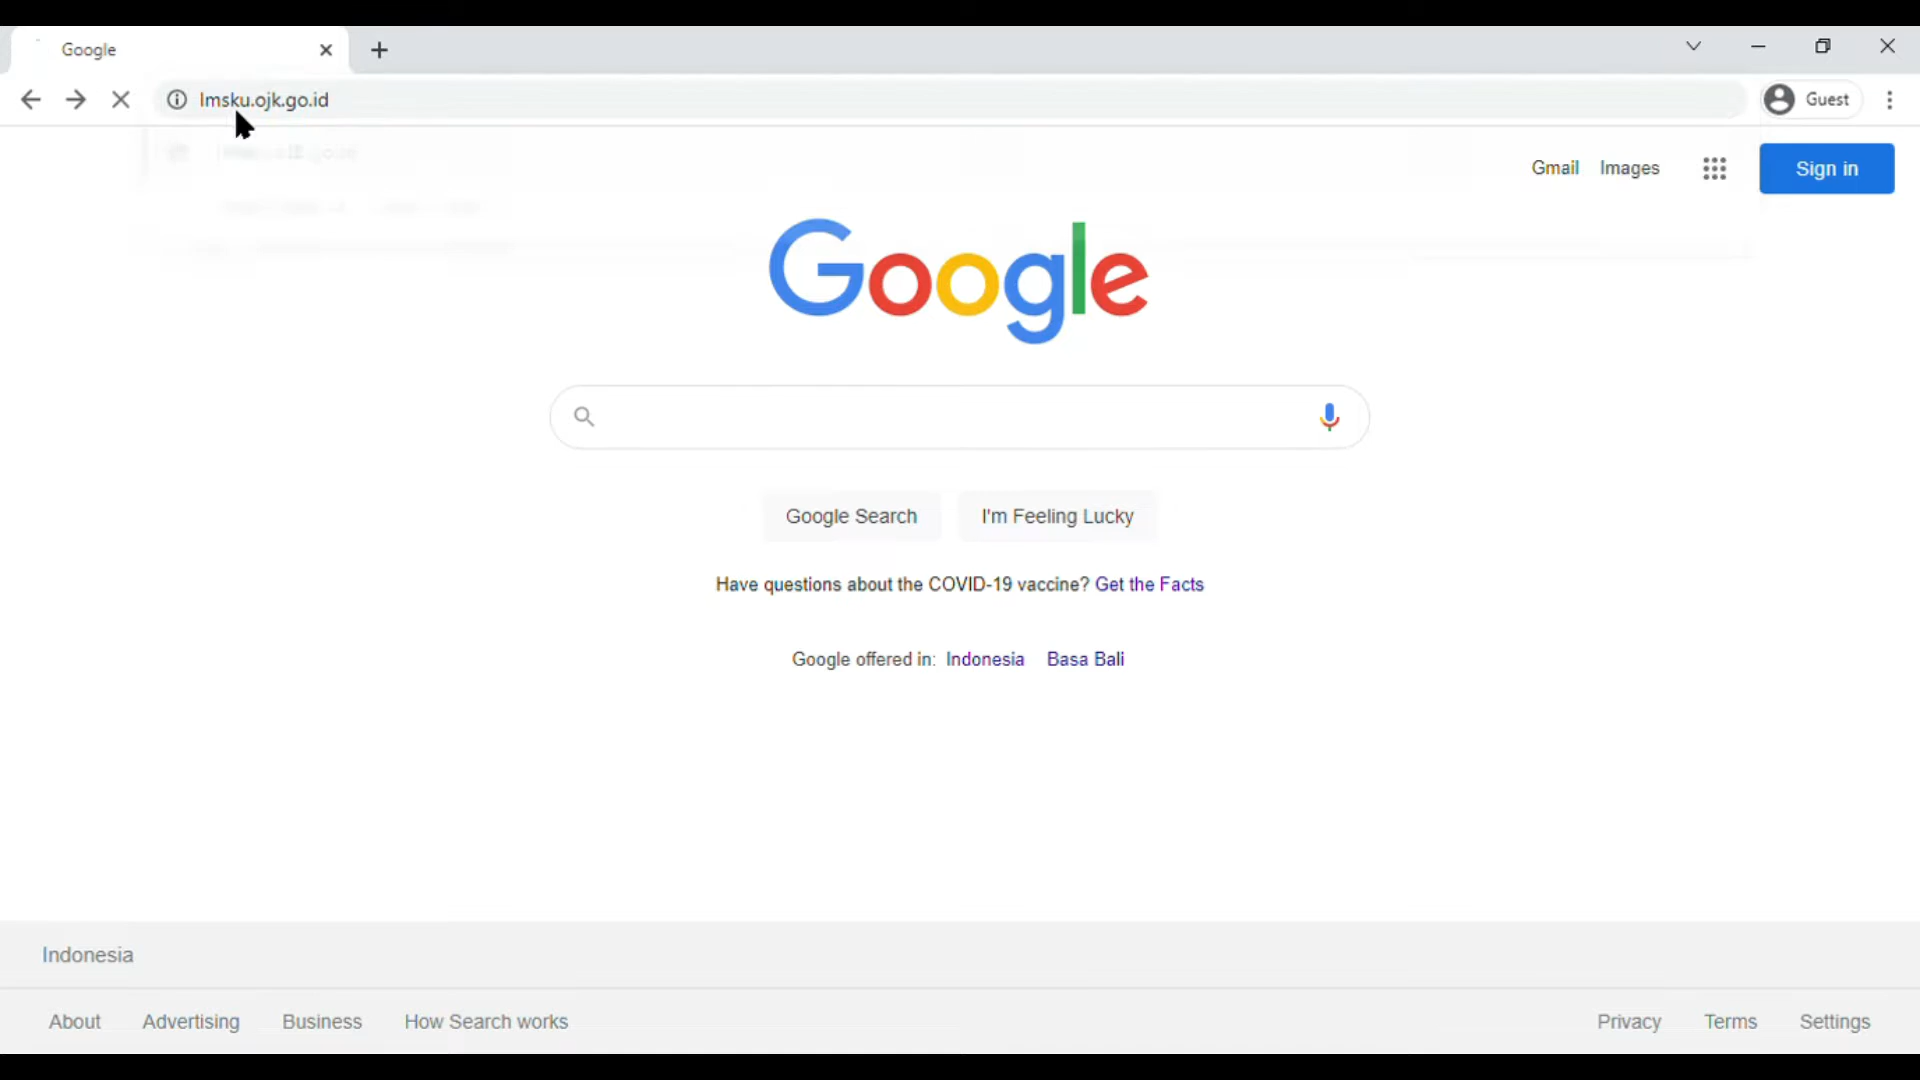 Google
lmsku.ojk.go.id
Guest
Gmail Images Sign in
Google
Google Search I'm Feeling Lucky
Have questions about the COVID-19 vaccine? Get the Facts
Google offered in: Indonesia Basa Bali
Indonesia
About Advertising Business How Search works Privacy Terms Settings